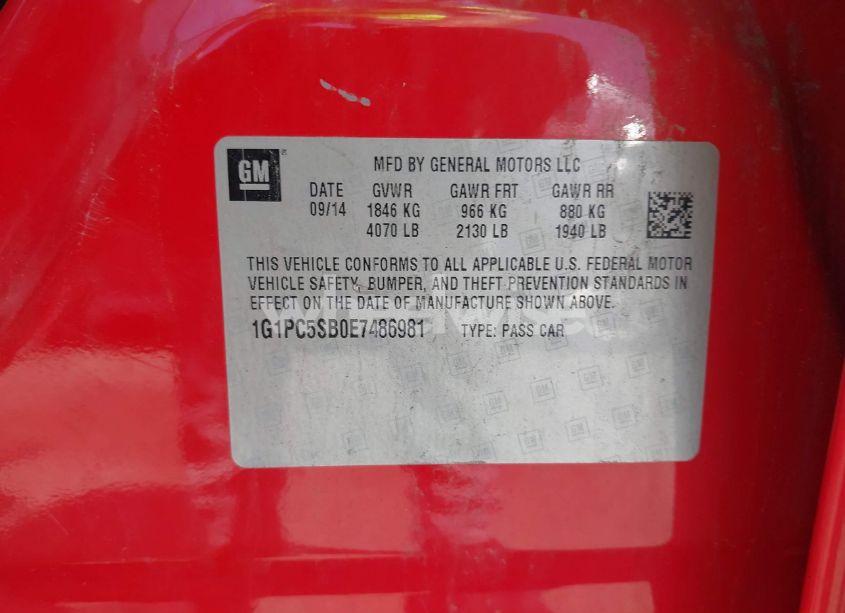 GM
MFD BY GENERAL MOTORS LLC
DATE GVWR GAWR FRT GAWR RR
09/14 1846 KG 966 KG 880 KG
4070 LB 2130 LB 1940 LB
THIS VEHICLE CONFORMS TO ALL APPLICABLE U.S. FEDERAL MOTOR
VEHICLE SAFETY, BUMPER, AND THEFT PREVENTION STANDARDS IN
EFFECT ON THE DATE OF MANUFACTURE SHOWN ABOVE.
1G1PC5SB0E7486981 TYPE: PASS CAR